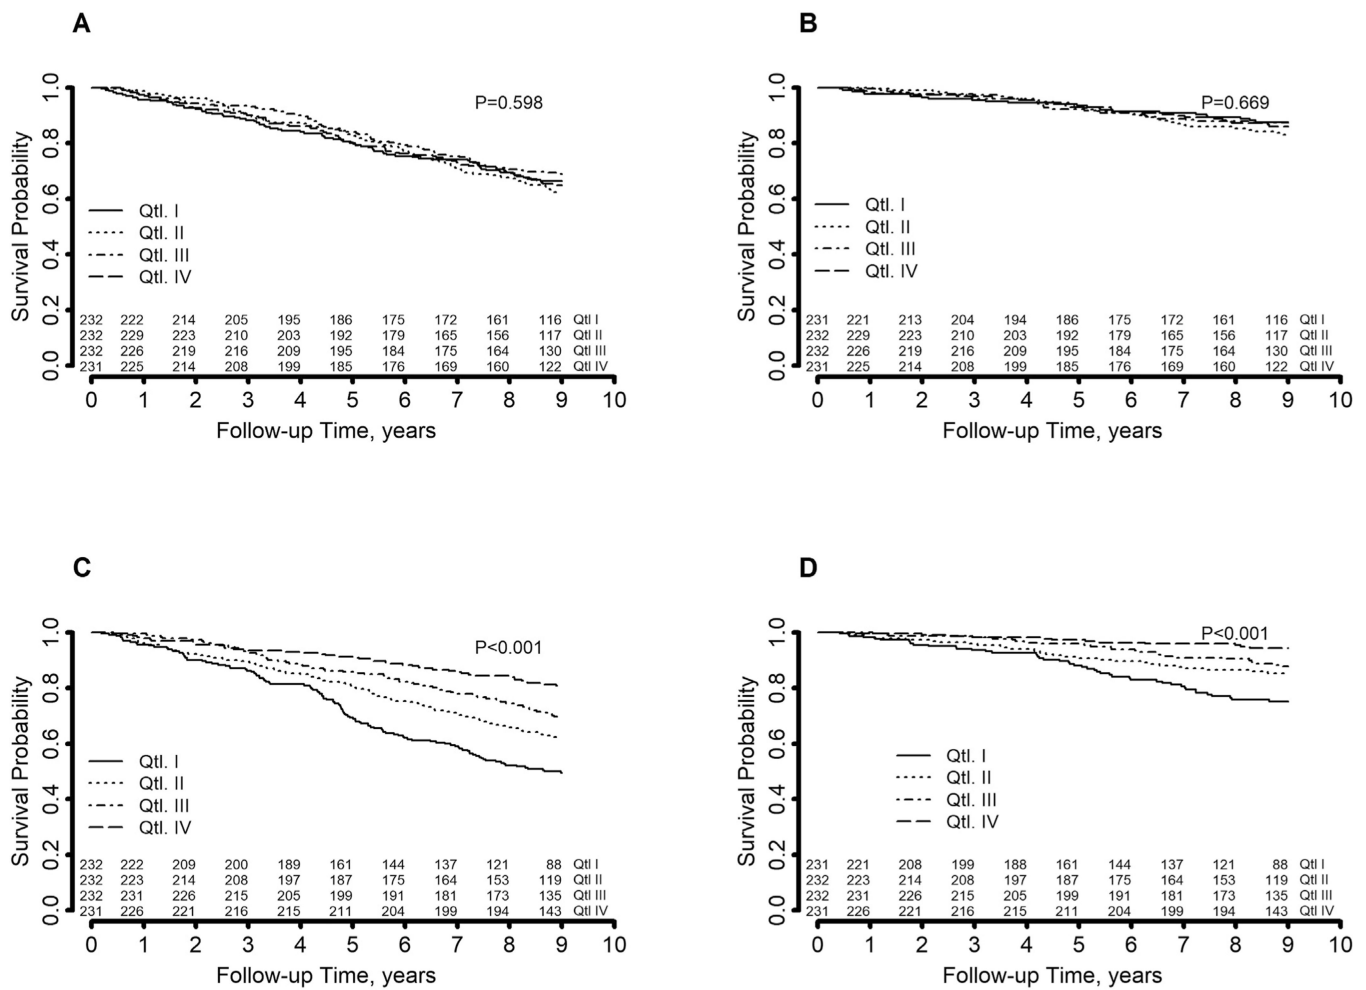 A
Survival Probability
1.0
0.8
0.6
0.4
0.2
0.0
P=0.598
Qtl. I
Qtl. II
Qtl. III
Qtl. IV
232 222 214 205 195 186 175 172 161 116 Qtl I
232 229 223 210 203 192 179 165 156 117 Qtl II
232 226 219 216 209 195 184 175 164 130 Qtl III
231 225 214 208 199 185 176 169 160 122 Qtl IV
0 1 2 3 4 5 6 7 8 9 10
Follow-up Time, years
B
Survival Probability
1.0
0.8
0.6
0.4
0.2
0.0
P=0.669
Qtl. I
Qtl. II
Qtl. III
Qtl. IV
231 221 213 204 194 186 175 172 161 116 Qtl I
232 229 223 210 203 192 179 165 156 117 Qtl II
232 226 219 216 209 195 184 175 164 130 Qtl III
231 225 214 208 199 185 176 169 160 122 Qtl IV
0 1 2 3 4 5 6 7 8 9 10
Follow-up Time, years
C
Survival Probability
1.0
0.8
0.6
0.4
0.2
0.0
P<0.001
Qtl. I
Qtl. II
Qtl. III
Qtl. IV
232 222 209 200 189 161 144 137 121 88 Qtl I
232 223 214 208 197 187 175 164 153 119 Qtl II
232 231 226 215 205 199 191 181 173 135 Qtl III
231 226 221 216 215 211 204 199 194 143 Qtl IV
0 1 2 3 4 5 6 7 8 9 10
Follow-up Time, years
D
Survival Probability
1.0
0.8
0.6
0.4
0.2
0.0
P<0.001
Qtl. I
Qtl. II
Qtl. III
Qtl. IV
231 221 208 199 188 161 144 137 121 88 Qtl I
232 223 214 208 197 187 175 164 153 119 Qtl II
232 231 226 215 205 199 191 181 173 135 Qtl III
231 226 221 216 215 211 204 199 194 143 Qtl IV
0 1 2 3 4 5 6 7 8 9 10
Follow-up Time, years